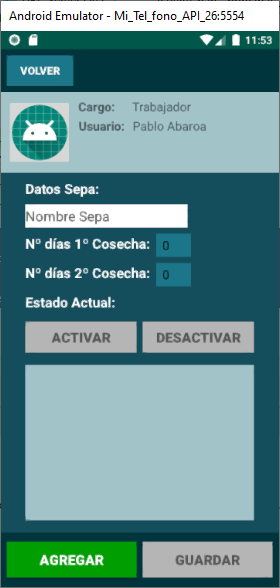 Android Emulator - Mi_Tel_fono_API_26:5554
11:53
VOLVER
Cargo: Trabajador
Usuario: Pablo Abaroa
Datos Sepa:
Nombre Sepa
Nº días 1º Cosecha: 0
Nº días 2º Cosecha: 0
Estado Actual:
ACTIVAR DESACTIVAR
AGREGAR GUARDAR